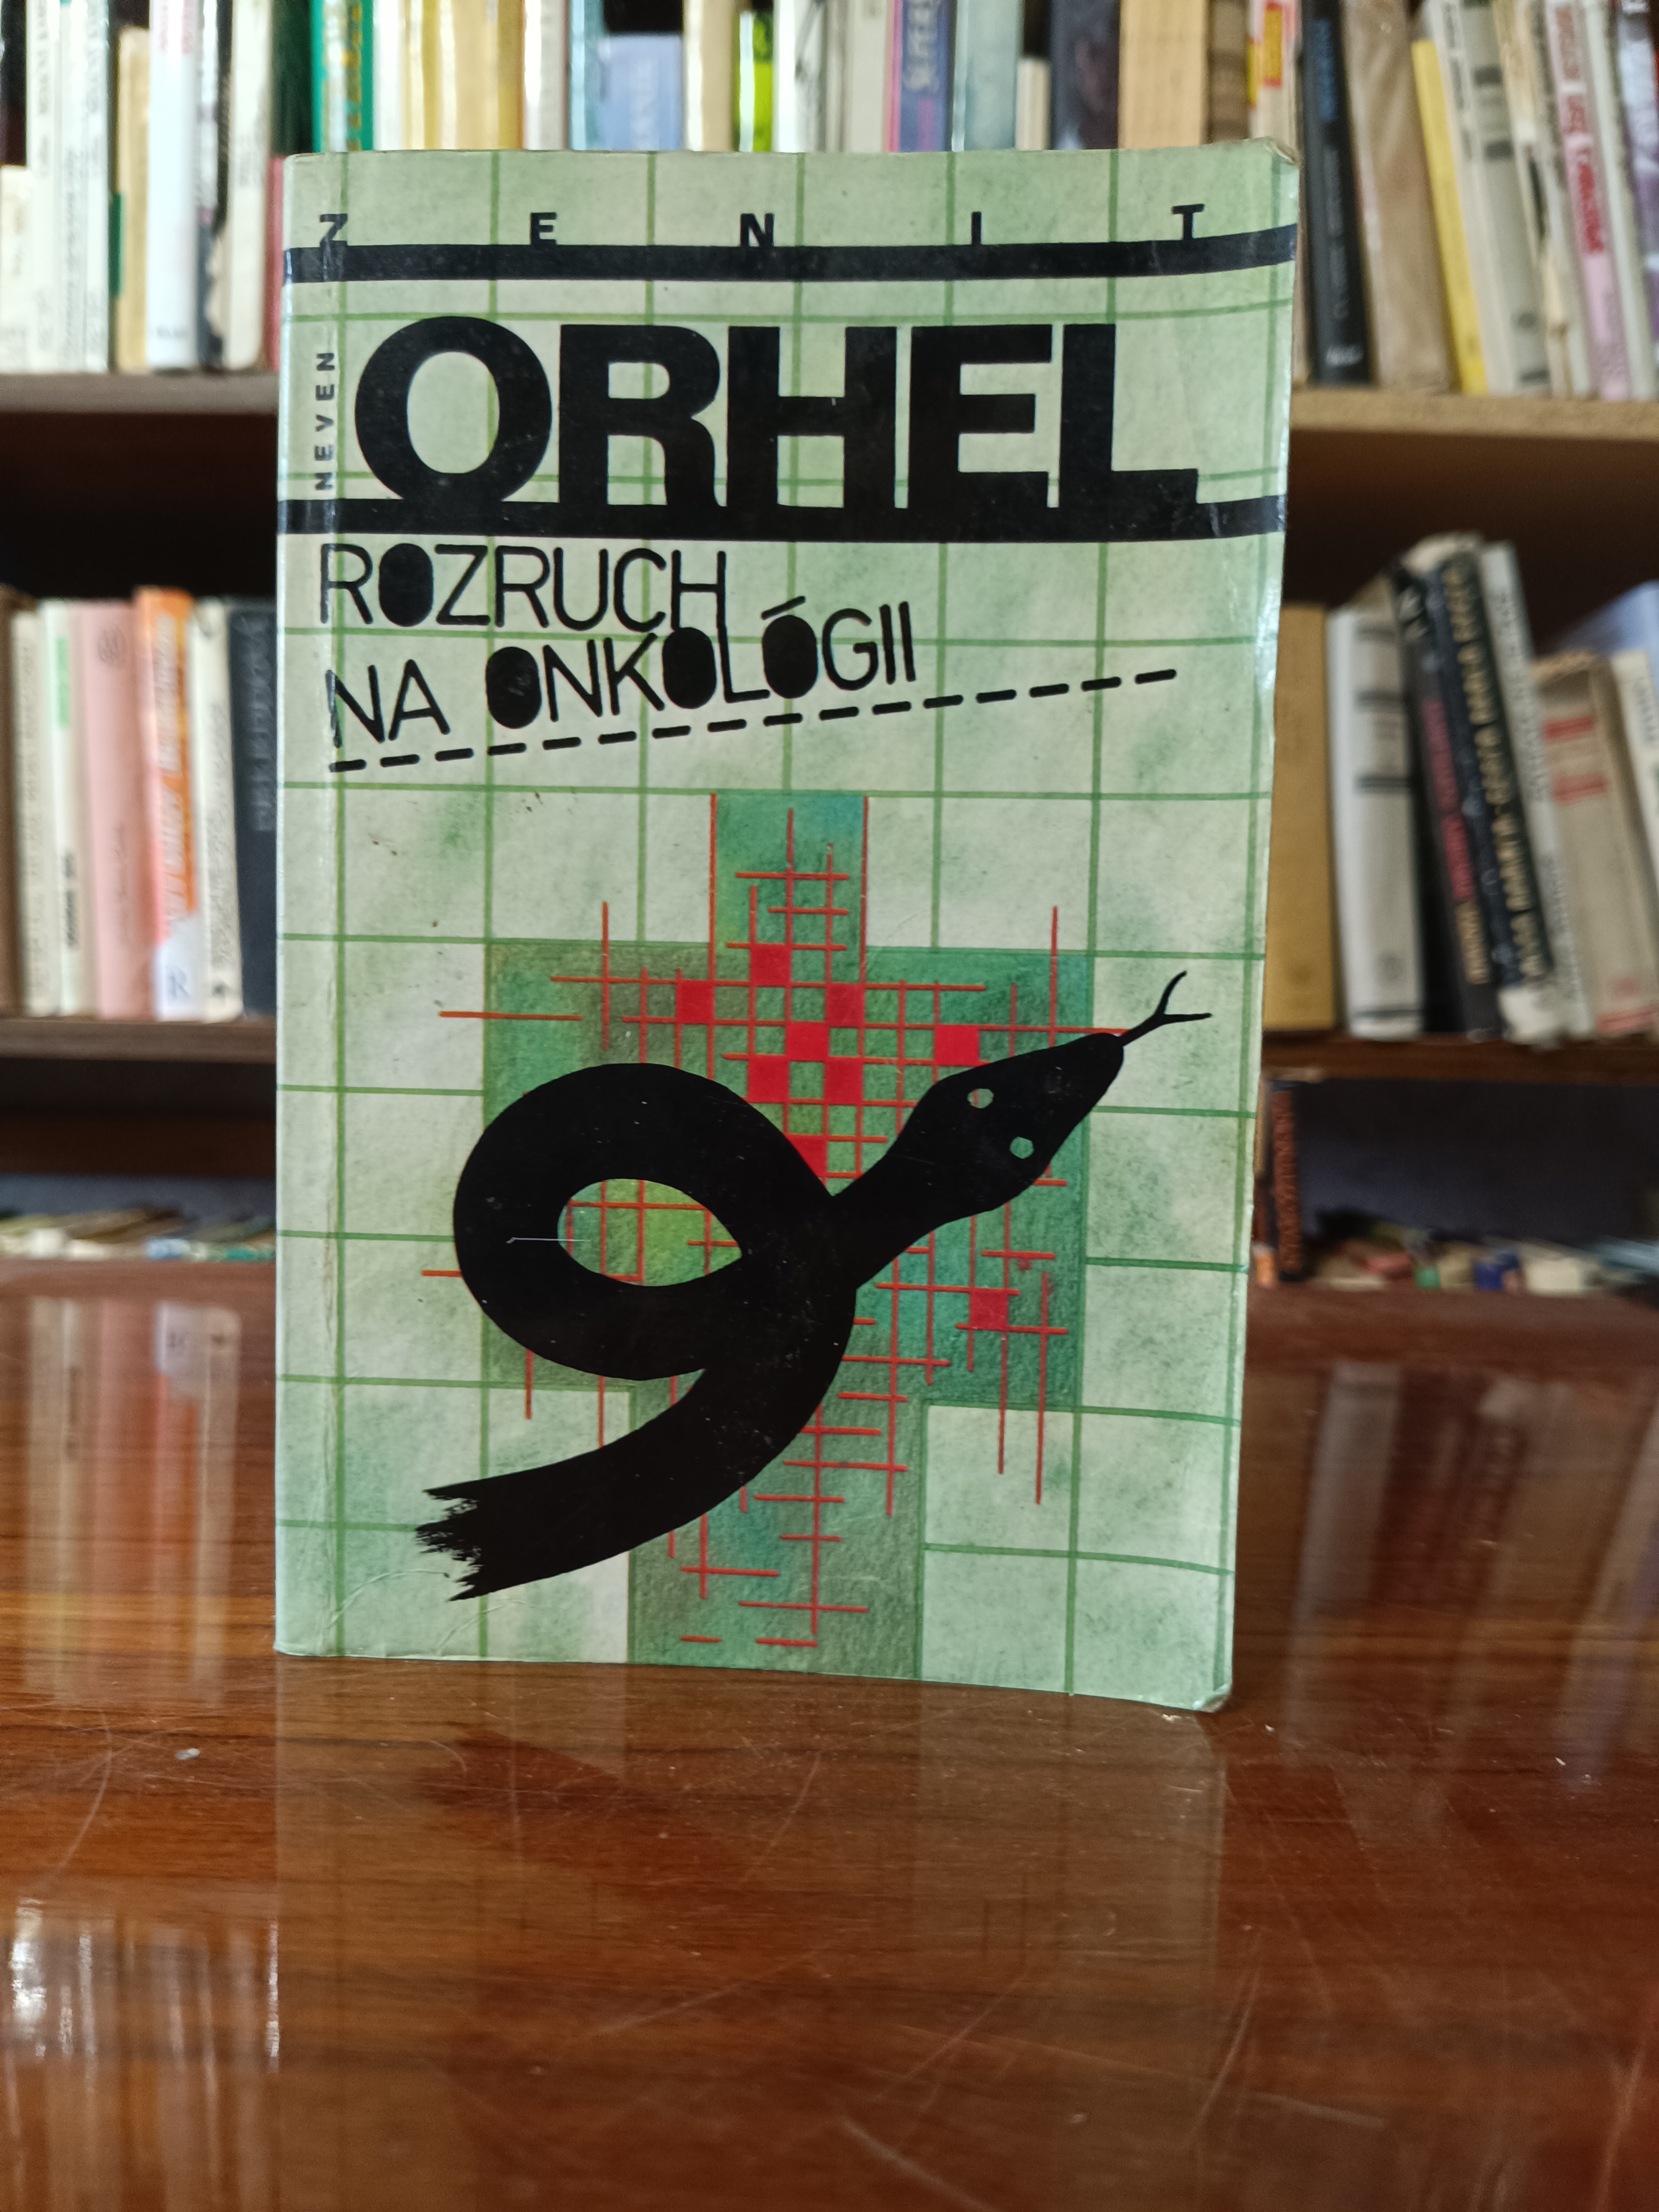 ZENIT
NEVEN
ORHEL
ROZRUCH
NA ONKOLÓGII